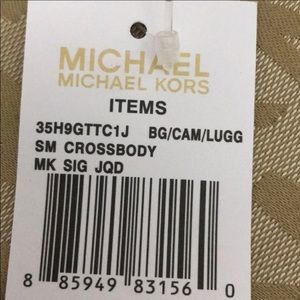 MICHAEL
MICHAEL KORS
ITEMS
35H9GTTC1J BG/CAM/LUGG
SM CROSSBODY
MK SIG JQD
8 85949 83156 0